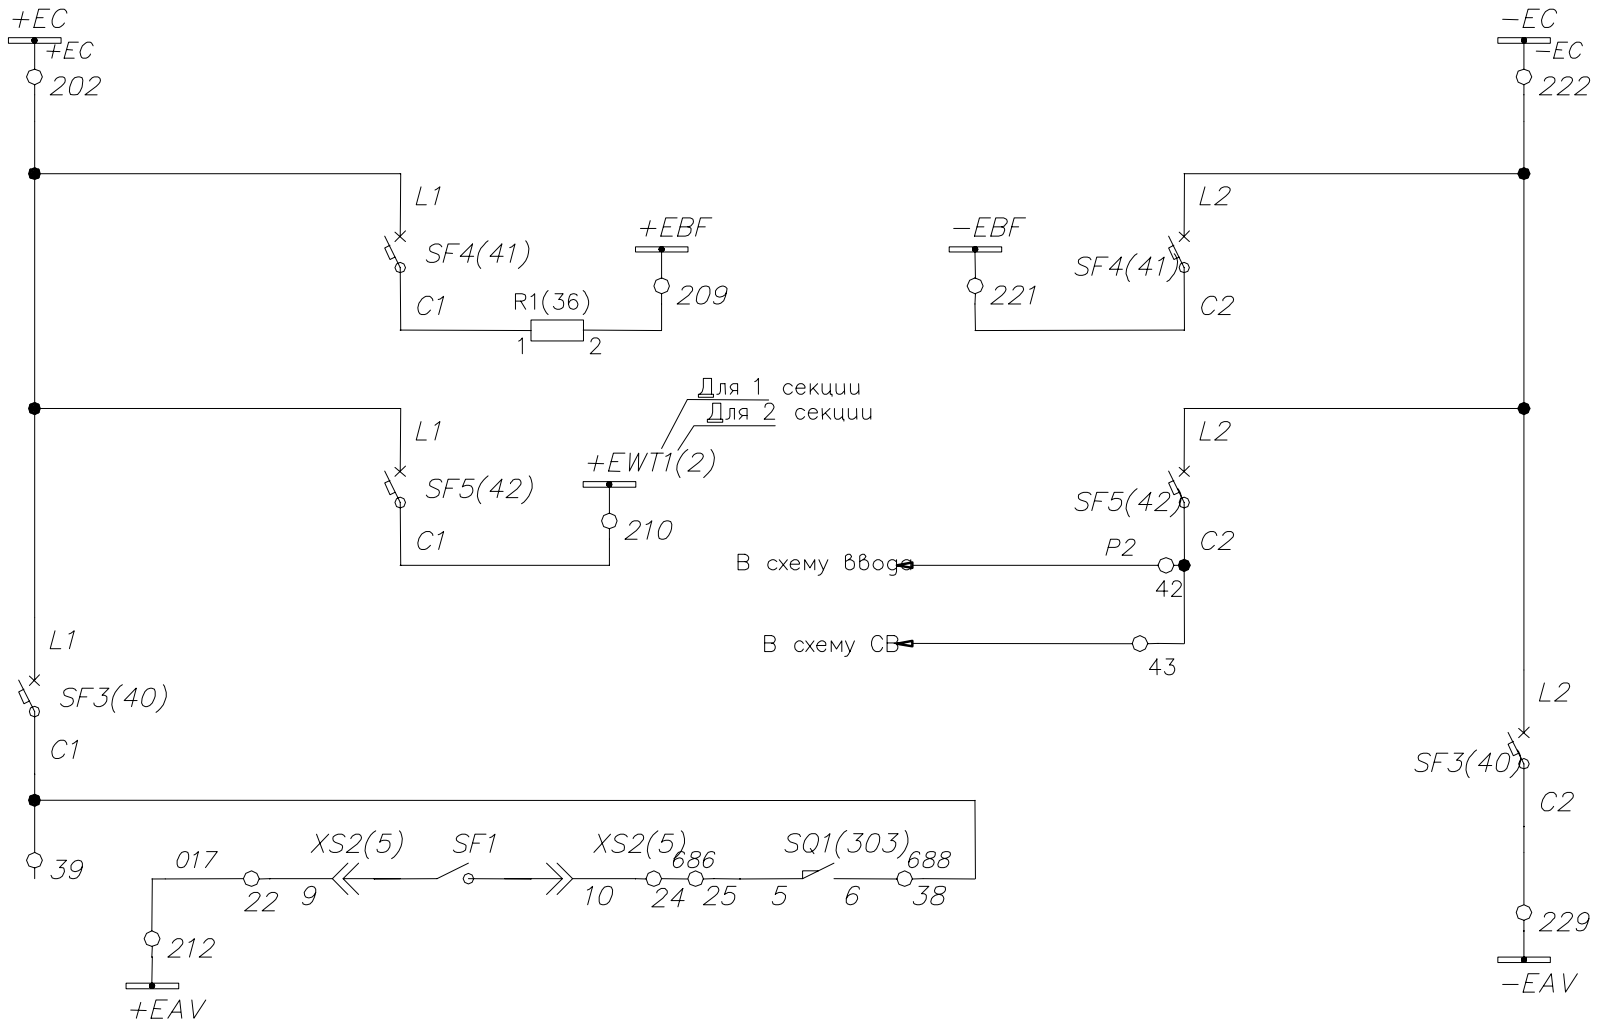 +EC
−EC
+EC
−EC
202
222
L1
L2
+EBF
−EBF
SF4(41)
SF4(41)
209
221
C1
R1(36)
C2
1
2
Для 1 секции
Для 2 секции
L1
L2
+EWT1(2)
SF5(42)
SF5(42)
210
C1
C2
P2
В схему ввода
42
В схему СВ
43
L1
SF3(40)
L2
C1
SF3(40)
C2
XS2(5)
SF1
XS2(5)
SQ1(303)
017
686
688
39
22
9
10
24
25
5
6
38
229
212
−EAV
+EAV